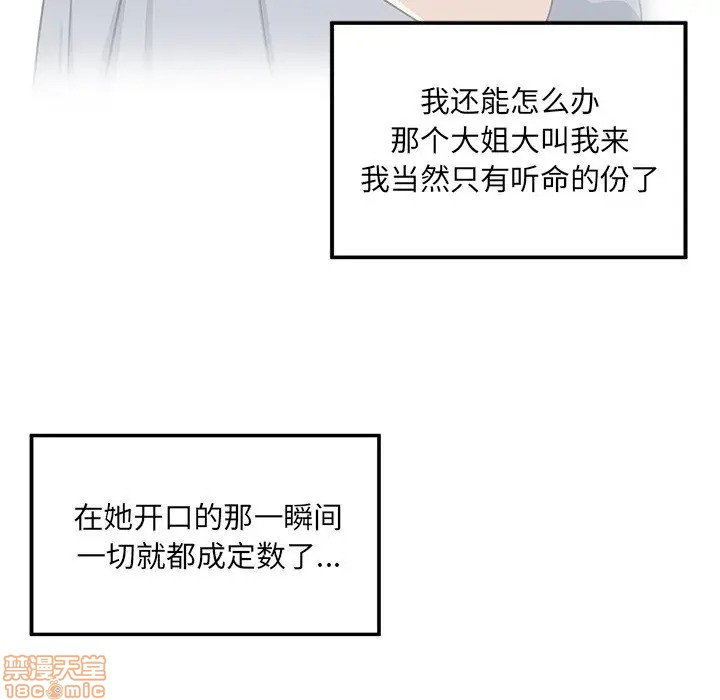 我还能怎么办
那个大姐大叫我来
我当然只有听命的份了
在她开口的那一瞬间
一切就都成定数了...
禁漫天堂
18comic